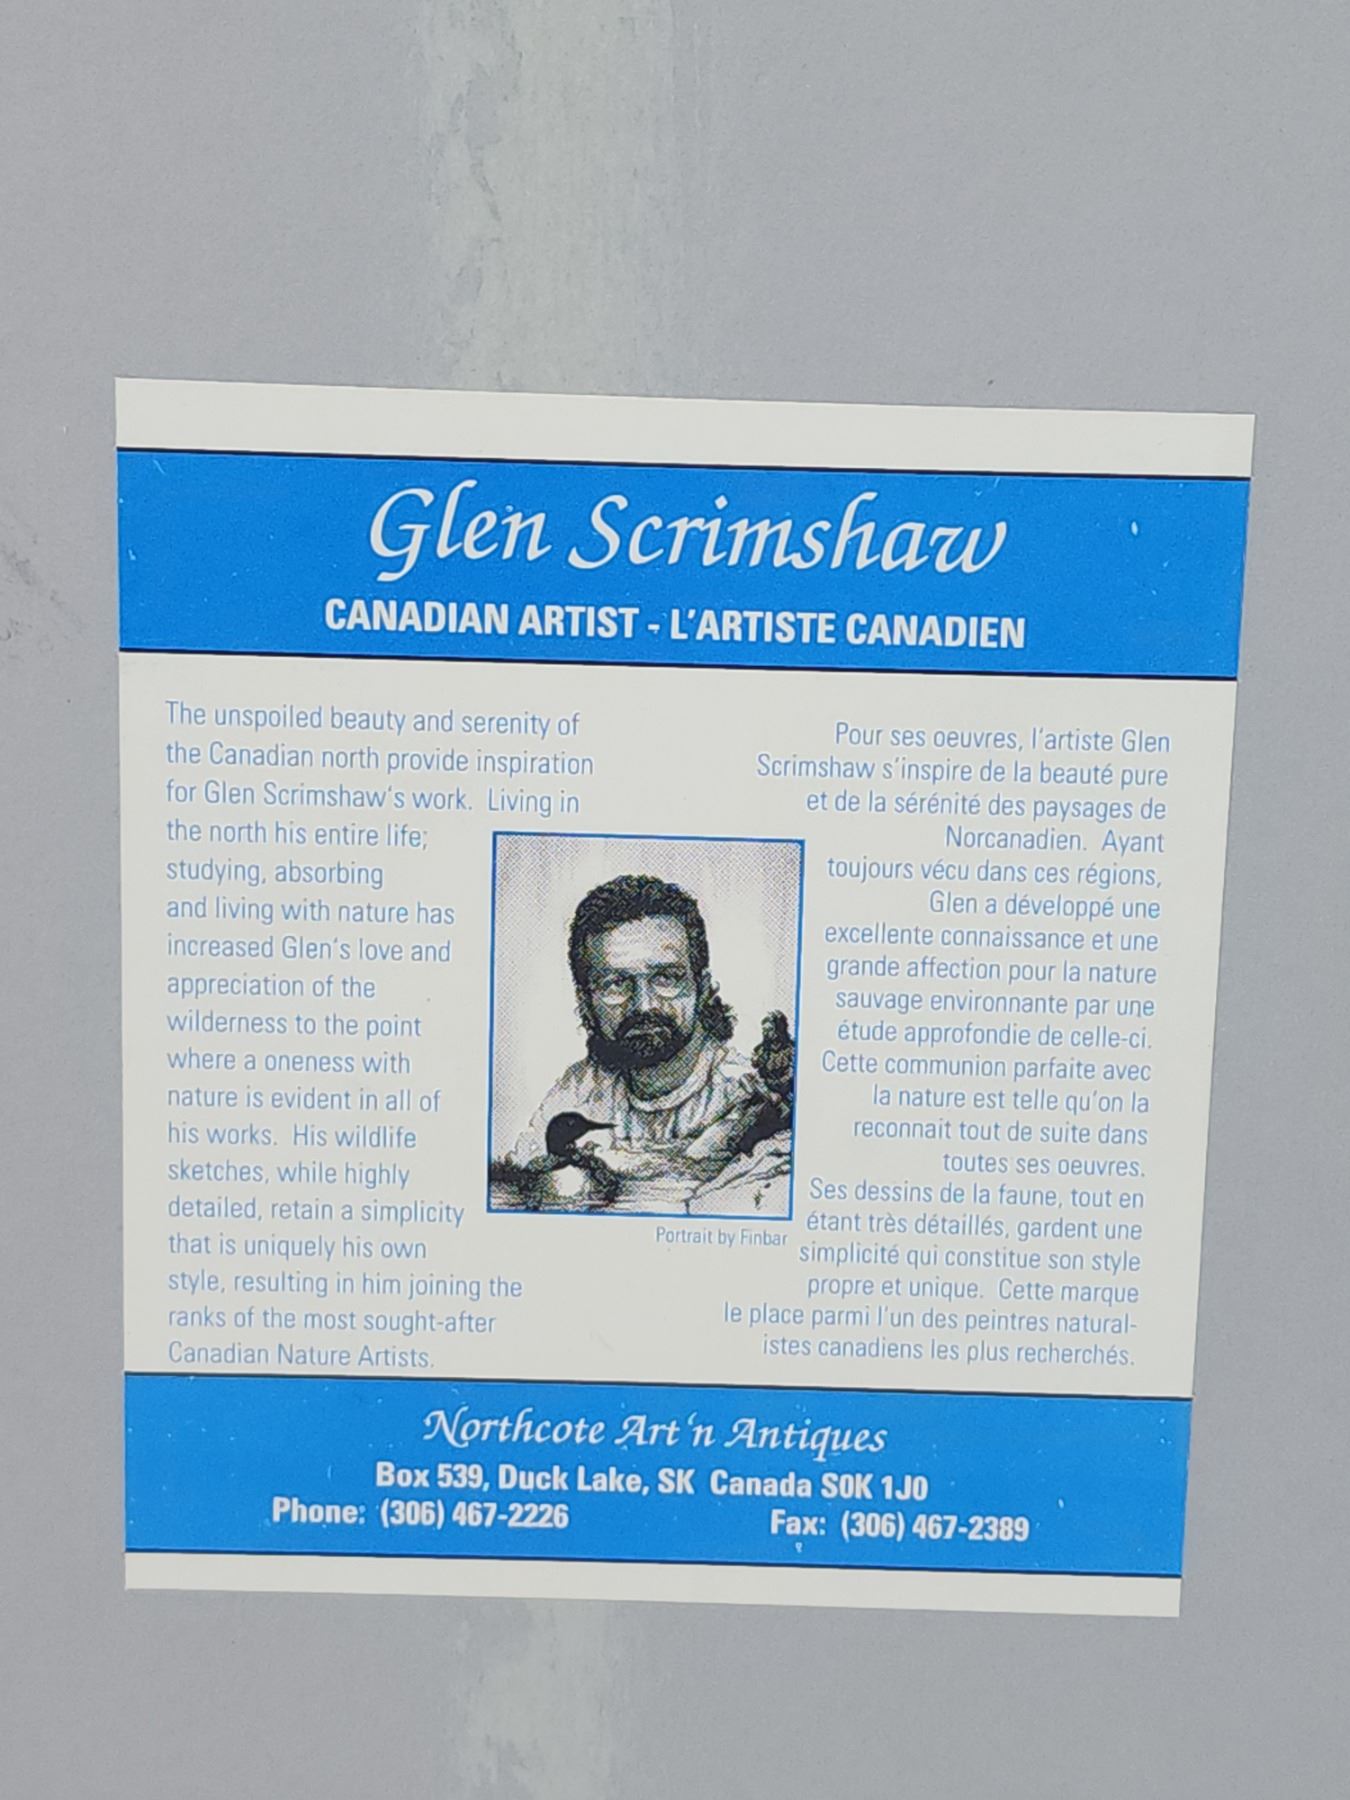 Glen Scrimshaw
CANADIAN ARTIST - L'ARTISTE CANADIEN
The unspoiled beauty and serenity of
the Canadian north provide inspiration
for Glen Scrimshaw's work.  Living in
the north his entire life;
studying, absorbing
and living with nature has
increased Glen's love and
appreciation of the
wilderness to the point
where a oneness with
nature is evident in all of
his works.  His wildlife
sketches, while highly
detailed, retain a simplicity
that is uniquely his own
style, resulting in him joining the
ranks of the most sought-after
Canadian Nature Artists.
Portrait by Finbar
Pour ses oeuvres, l'artiste Glen
Scrimshaw s'inspire de la beauté pure
et de la sérénité des paysages de
Norcanadien.  Ayant
toujours vécu dans ces régions,
Glen a développé une
excellente connaissance et une
grande affection pour la nature
sauvage environnante par une
étude approfondie de celle-ci.
Cette communion parfaite avec
la nature est telle qu'on la
reconnait tout de suite dans
toutes ses oeuvres.
Ses dessins de la faune, tout en
étant très détaillés, gardent une
simplicité qui constitue son style
propre et unique.  Cette marque
le place parmi l'un des peintres natural-
istes canadiens les plus recherchés.
Northcote Art 'n Antiques
Box 539, Duck Lake, SK  Canada S0K 1J0
Phone:  (306) 467-2226
Fax:  (306) 467-2389